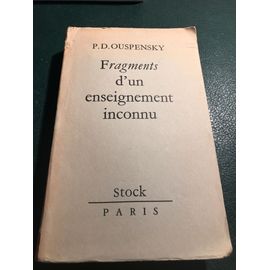 P.D.OUSPENSKY
Fragments
d'un
enseignement
inconnu
Stock
PARIS